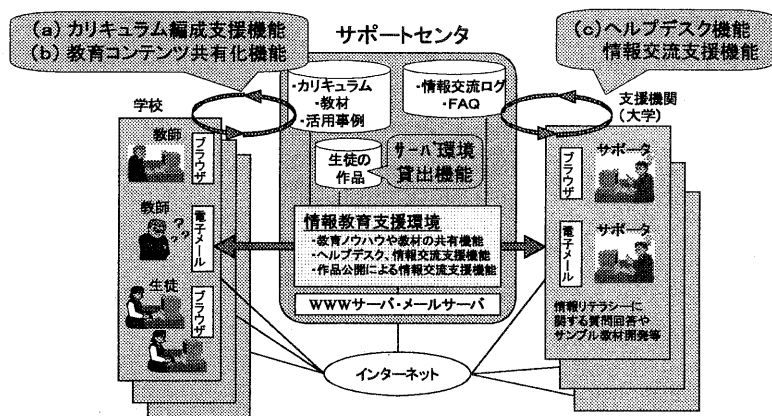 (a) カリキュラム編成支援機能
(b) 教育コンテンツ共有化機能
サポートセンタ
(c) ヘルプデスク機能
情報交流支援機能
・カリキュラム
・教材
・活用事例
・情報交流ログ
・FAQ
生徒の
作品
サーバ環境
貸出機能
学校
教師
ブラウザ
教師
??
??
電子メール
生徒
ブラウザ
情報教育支援環境
・教育ノウハウや教材の共有機能
・ヘルプデスク、情報交流支援機能
・作品公開による情報交流支援機能
WWWサーバ・メールサーバ
支援機関
(大学)
ブラウザ
サポータ
電子メール
サポータ
情報リテラシーに
関する質問回答や
サンプル教材開発等
インターネット